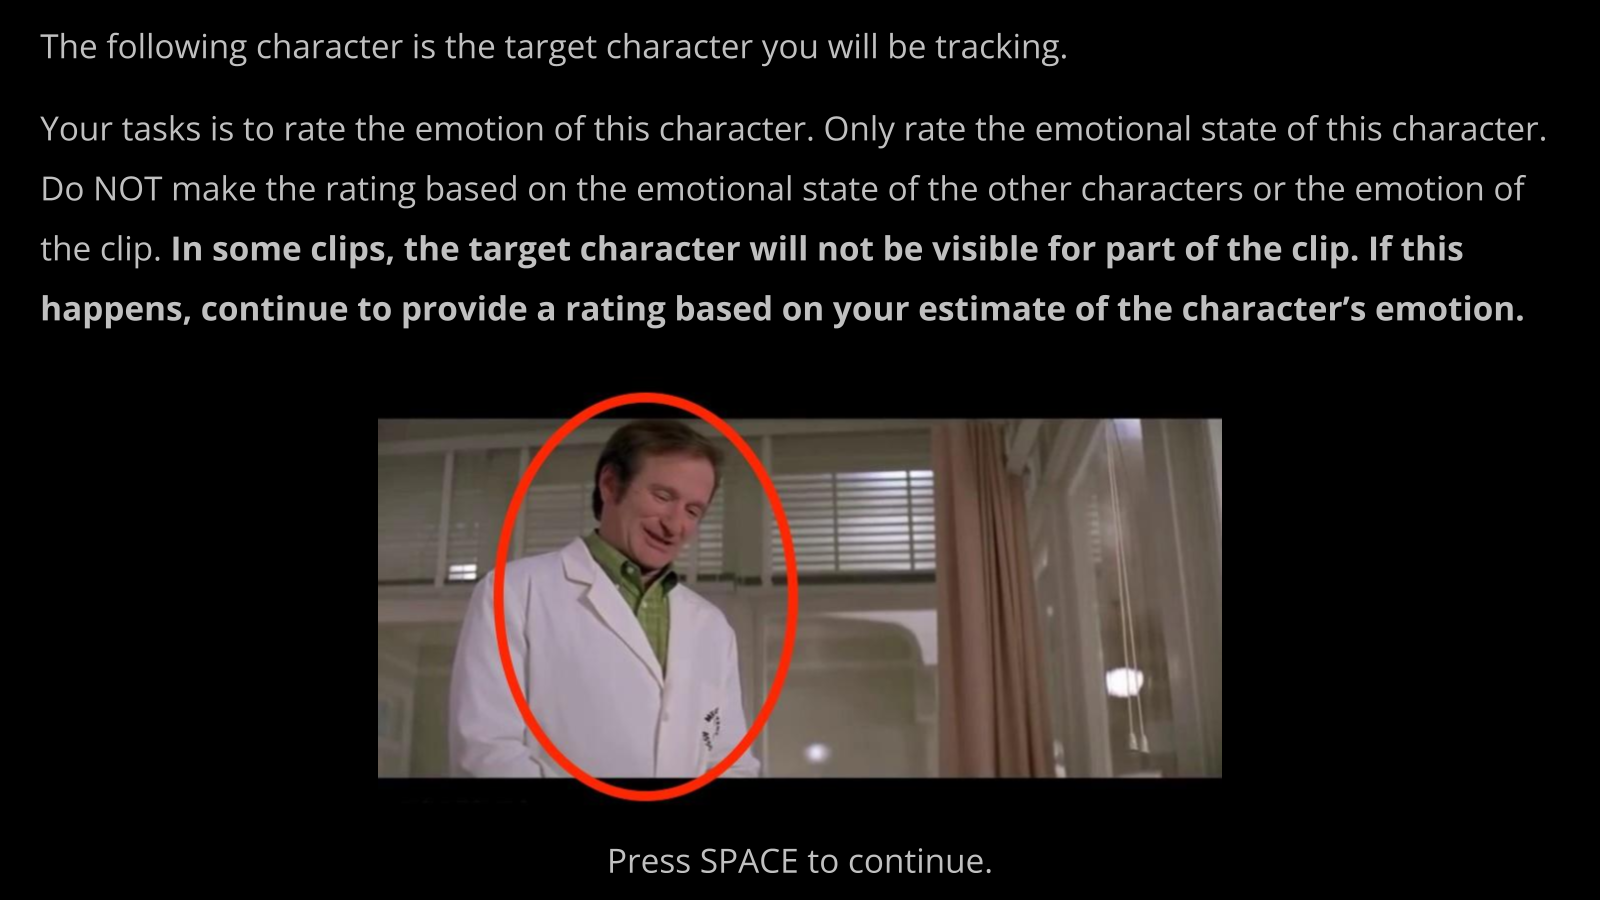 The following character is the target character you will be tracking.
Your tasks is to rate the emotion of this character. Only rate the emotional state of this character.
Do NOT make the rating based on the emotional state of the other characters or the emotion of
the clip. In some clips, the target character will not be visible for part of the clip. If this
happens, continue to provide a rating based on your estimate of the character’s emotion.
Press SPACE to continue.